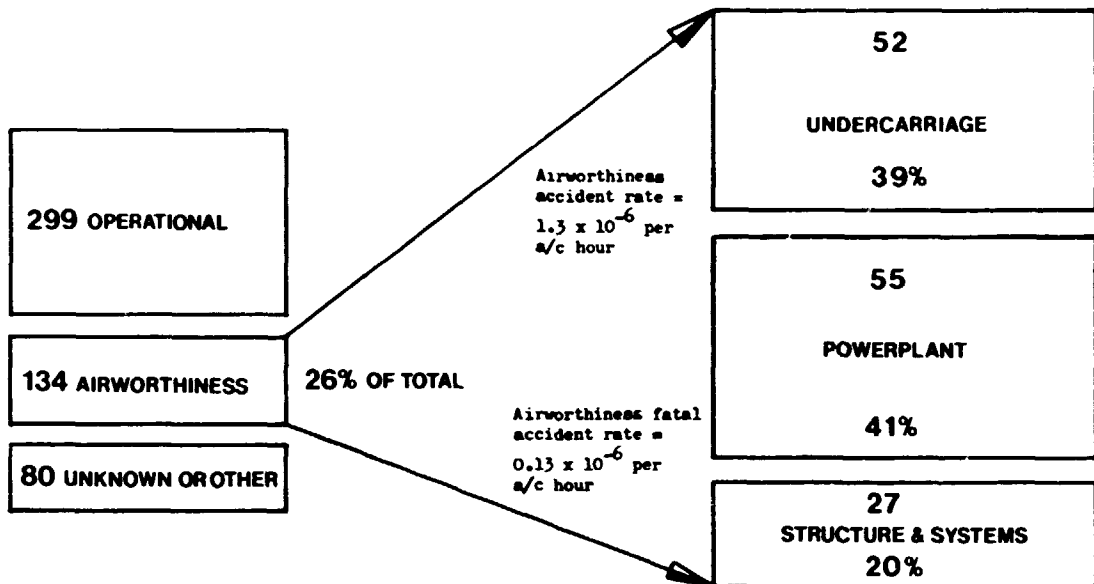 299 OPERATIONAL
134 AIRWORTHINESS
26% OF TOTAL
80 UNKNOWN OR OTHER
Airworthiness
accident rate =
1.3 x 10^-6 per
a/c hour
Airworthiness fatal
accident rate =
0.13 x 10^-6 per
a/c hour
52
UNDERCARRIAGE
39%
55
POWERPLANT
41%
27
STRUCTURE & SYSTEMS
20%